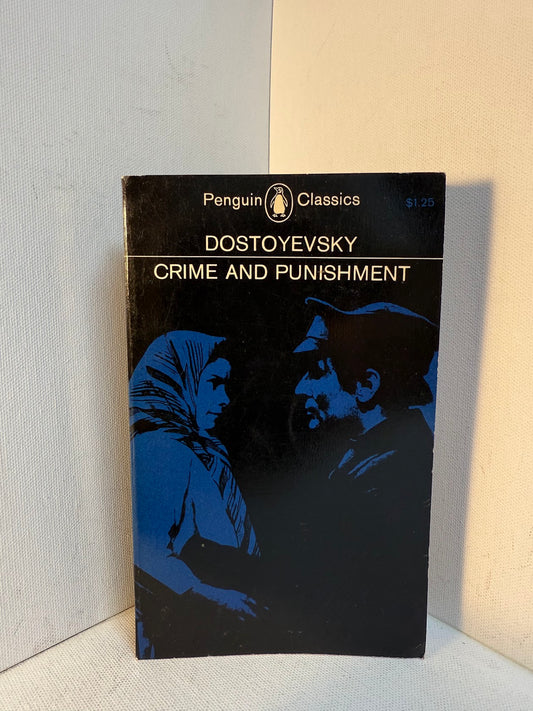 Penguin Classics
$1.25
DOSTOYEVSKY
CRIME AND PUNISHMENT